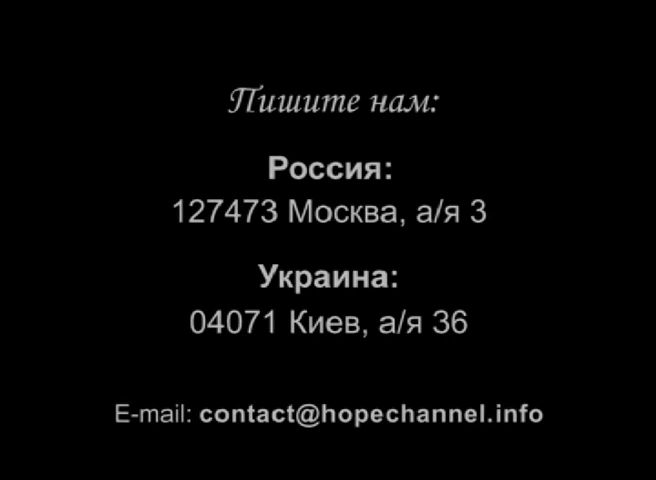 Пишите нам:
Россия:
127473 Москва, а/я 3
Украина:
04071 Киев, а/я 36
E-mail: contact@hopechannel.info